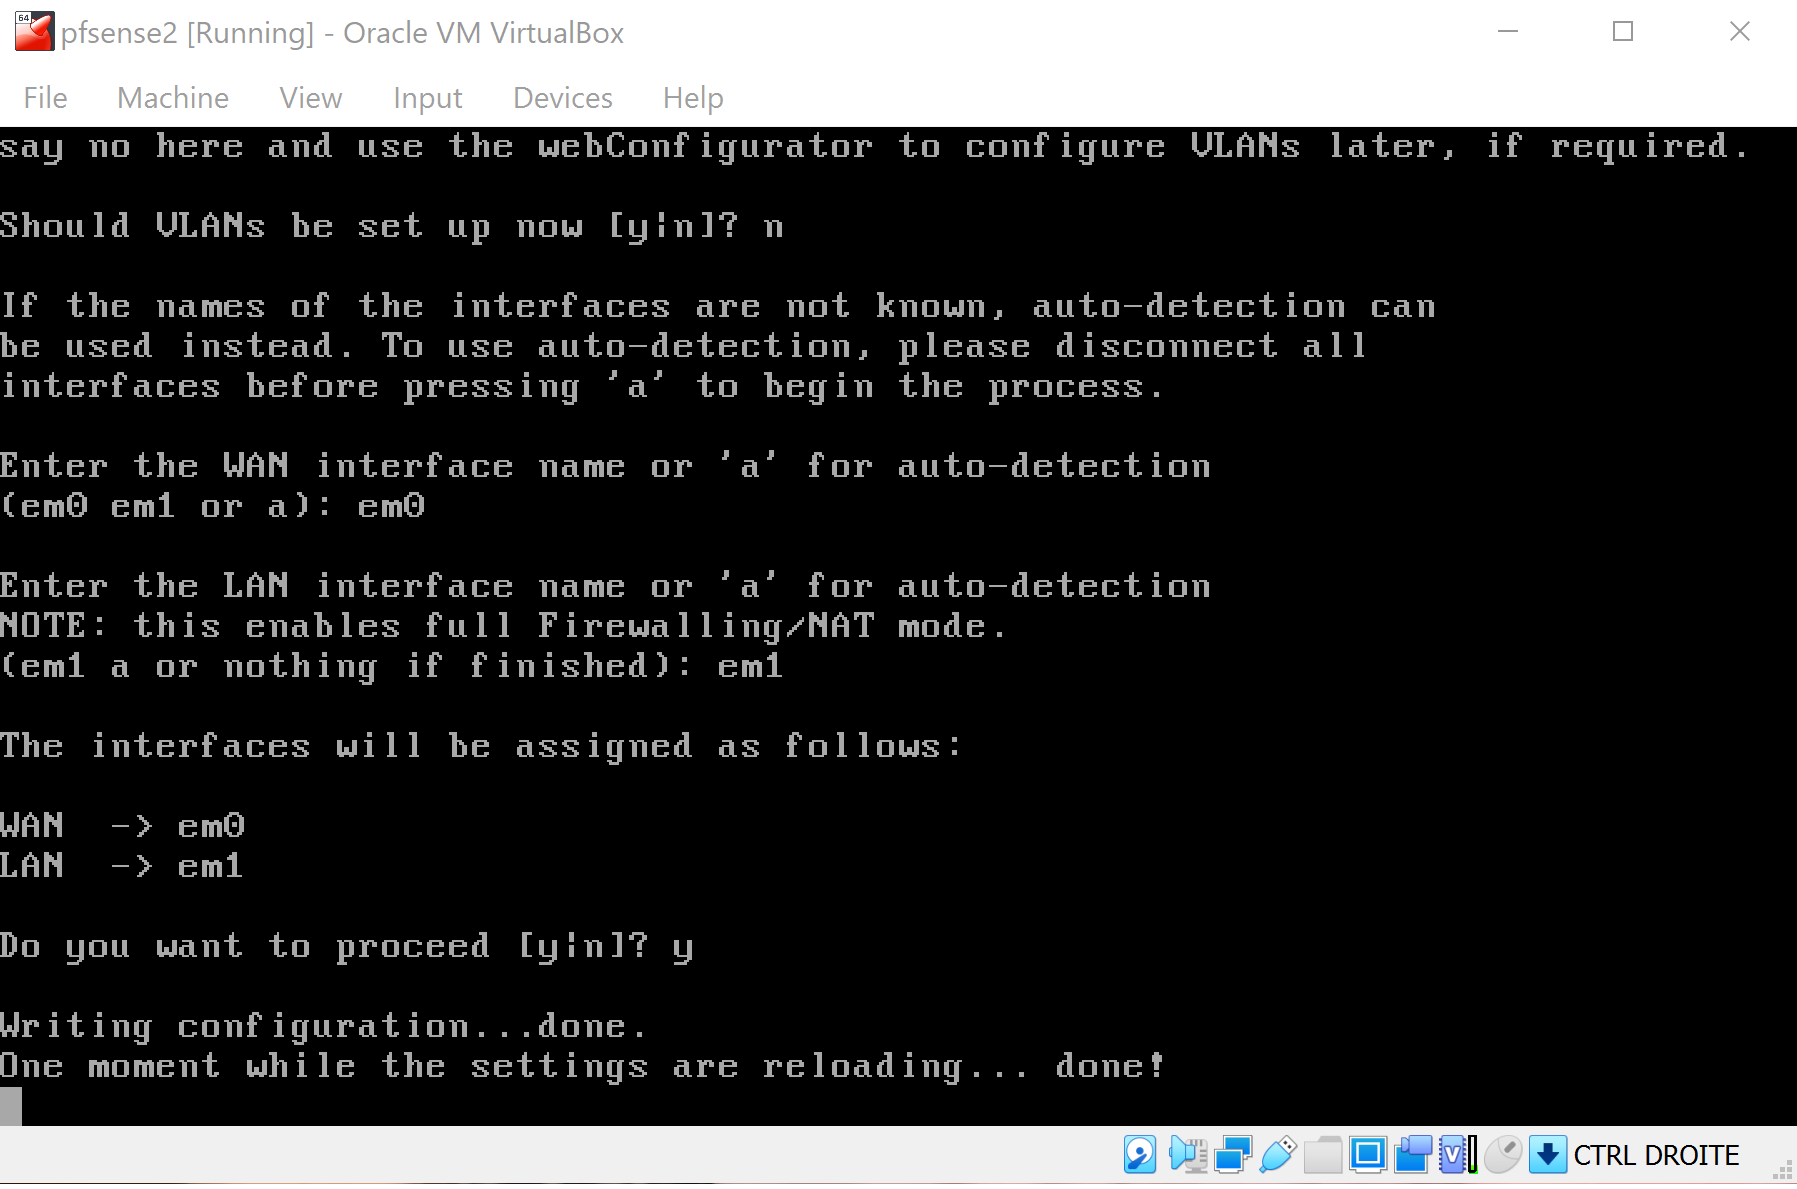 64
pfsense2 [Running] - Oracle VM VirtualBox
File Machine View Input Devices Help
say no here and use the webConfigurator to configure VLANs later, if required.
Should VLANs be set up now [y|n]? n
If the names of the interfaces are not known, auto-detection can
be used instead. To use auto-detection, please disconnect all
interfaces before pressing 'a' to begin the process.
Enter the WAN interface name or 'a' for auto-detection
(em0 em1 or a): em0
Enter the LAN interface name or 'a' for auto-detection
NOTE: this enables full Firewalling/NAT mode.
(em1 a or nothing if finished): em1
The interfaces will be assigned as follows:
WAN  -> em0
LAN  -> em1
Do you want to proceed [y|n]? y
Writing configuration...done.
One moment while the settings are reloading... done!
V CTRL DROITE